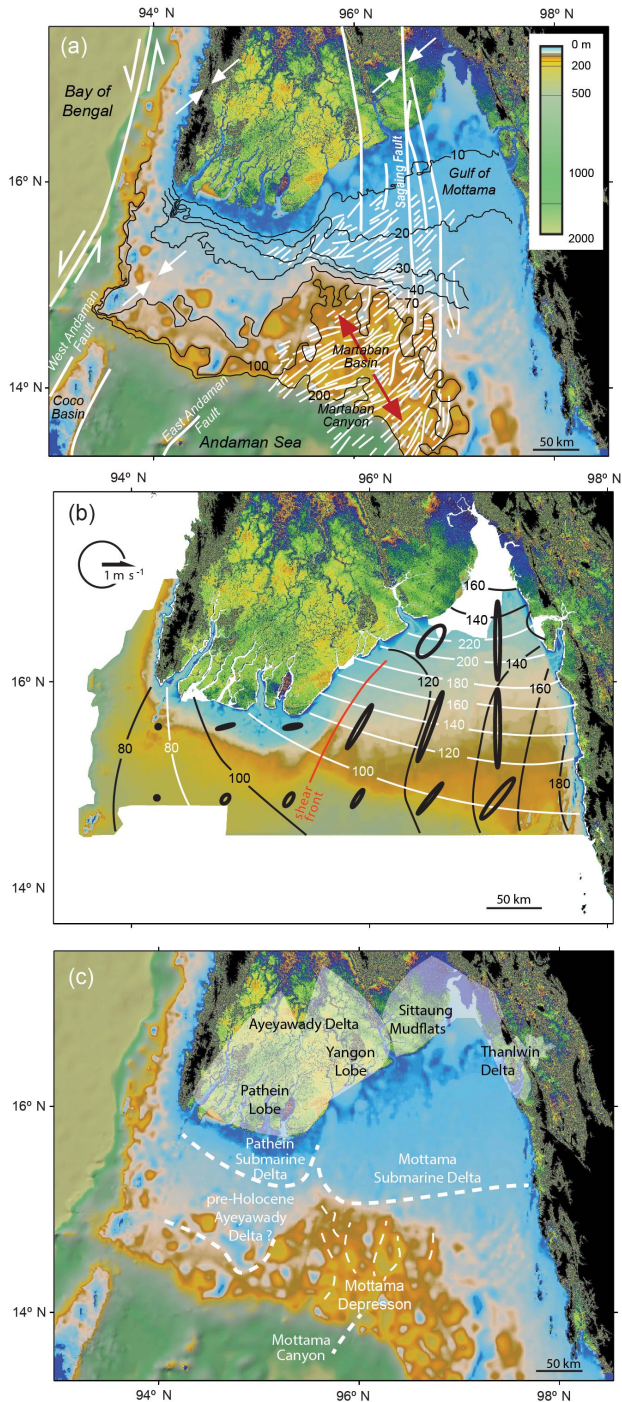 94° N
96° N
98° N
(a)
0 m
200
500
1000
2000
Bay of
Bengal
10
Gulf of
Mottama
Sagaing Fault
16° N
20
30
40
70
West Andaman
Fault
Martaban
Basin
100
200
Martaban
Canyon
14° N
Coco
Basin
East Andaman
Fault
Andaman Sea
50 km
94° N
96° N
98° N
(b)
1 m s⁻¹
160
140
220
200
140
120
180
160
16° N
160
140
80
80
120
100
100
180
shear
front
14° N
50 km
(c)
Ayeyawady Delta
Sittaung
Mudflats
Yangon
Lobe
Thanlwin
Delta
Pathein
Lobe
16° N
Pathein
Submarine
Delta
Mottama
Submarine Delta
pre-Holocene
Ayeyawady
Delta ?
Mottama
Depresson
14° N
Mottama
Canyon
50 km
94° N
96° N
98° N